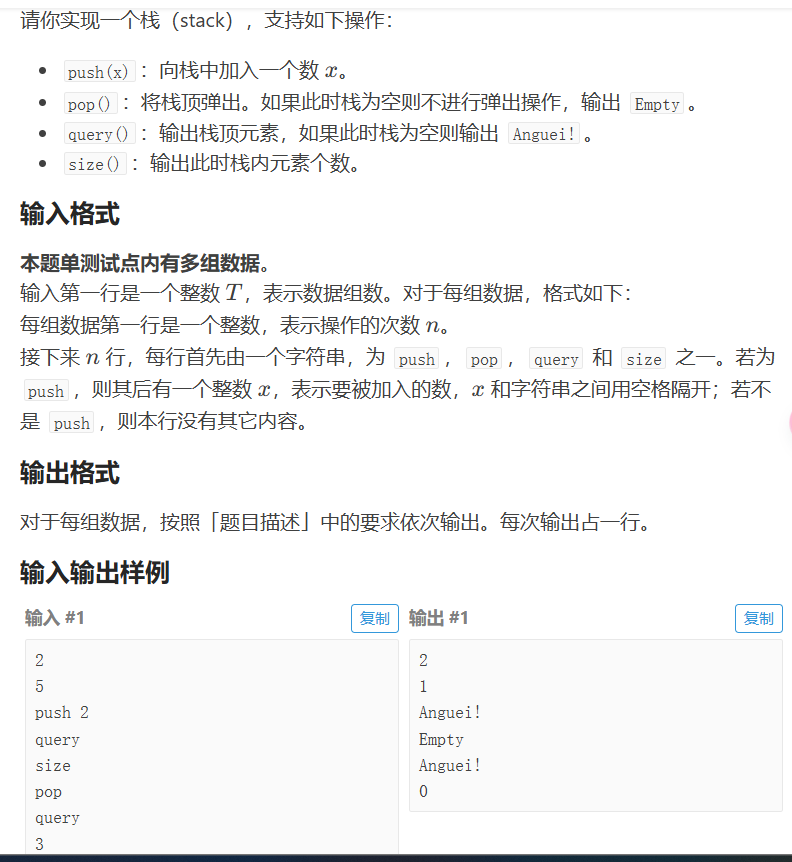 请你实现一个栈（stack），支持如下操作：
push(x)：向栈中加入一个数 x。
pop()：将栈顶弹出。如果此时栈为空则不进行弹出操作，输出 Empty。
query()：输出栈顶元素，如果此时栈为空则输出 Anguei!。
size()：输出此时栈内元素个数。
输入格式
本题单测试点内有多组数据。
输入第一行是一个整数 T，表示数据组数。对于每组数据，格式如下：
每组数据第一行是一个整数，表示操作的次数 n。
接下来 n 行，每行首先由一个字符串，为 push，pop，query 和 size 之一。若为
push，则其后有一个整数 x，表示要被加入的数，x 和字符串之间用空格隔开；若不
是 push，则本行没有其它内容。
输出格式
对于每组数据，按照「题目描述」中的要求依次输出。每次输出占一行。
输入输出样例
输入 #1
复制
2
5
push 2
query
size
pop
query
3
输出 #1
复制
2
1
Anguei!
Empty
Anguei!
0